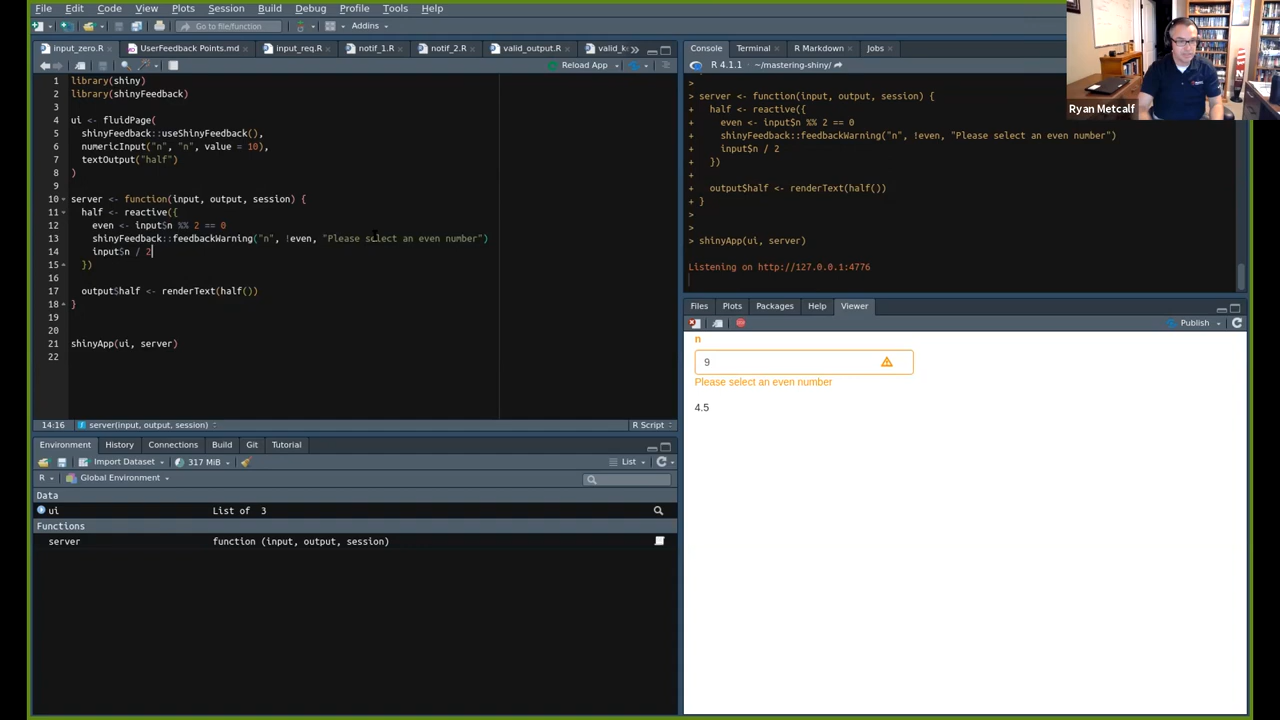 File Edit Code View Plots Session Build Debug Profile Tools Help
Go to file/function Addins
input_zero.R UserFeedback Points.md input_req.R notif_1.R notif_2.R valid_output.R
Reload App
1 library(shiny)
2 library(shinyFeedback)
3
4 ui <- fluidPage(
5 shinyFeedback::useShinyFeedback(),
6 numericInput("n", "n", value = 10),
7 textOutput("half")
8 )
9
10 server <- function(input, output, session) {
11 half <- reactive({
12 even <- input$n %% 2 == 0
13 shinyFeedback::feedbackWarning("n", !even, "Please select an even number")
14 input$n / 2
15 })
16
17 output$half <- renderText(half())
18 }
19
20
21 shinyApp(ui, server)
22
14:16 server(input, output, session) R Script
Environment History Connections Build Git Tutorial
Import Dataset 317 MiB List
R Global Environment
Data
ui List of 3
Functions
server function (input, output, session)
Console Terminal R Markdown Jobs
R 4.1.1 · ~/mastering-shiny/
>
> server <- function(input, output, session) {
+ half <- reactive({
+ even <- input$n %% 2 == 0
+ shinyFeedback::feedbackWarning("n", !even, "Please select an even number")
+ input$n / 2
+ })
+
+ output$half <- renderText(half())
+ }
>
>
> shinyApp(ui, server)
Listening on http://127.0.0.1:4776
Files Plots Packages Help Viewer
Publish
n
9
Please select an even number
4.5
Ryan Metcalf